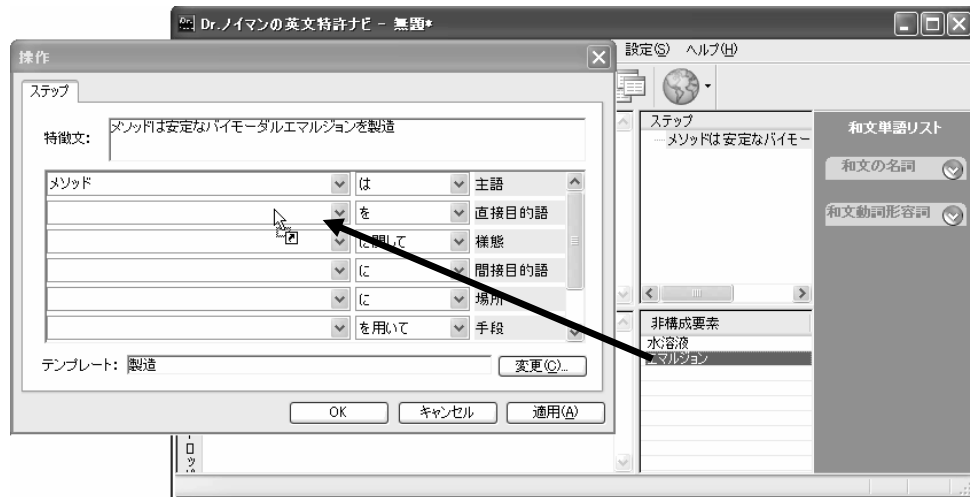 Dr.ノイマンの英文特許ナビ - 無題*
操作
設定(S) ヘルプ(H)
ステップ
特徴文:
メソッドは安定なバイモーダルエマルジョンを製造
メソッド
は
主語
を
直接目的語
に関して
様態
に
間接目的語
に
場所
を用いて
手段
テンプレート:
製造
変更(C)...
OK
キャンセル
適用(A)
ステップ
メソッドは安定なバイモー
非構成要素
水溶液
エマルジョン
和文単語リスト
和文の名詞
和文動詞形容詞
ロ